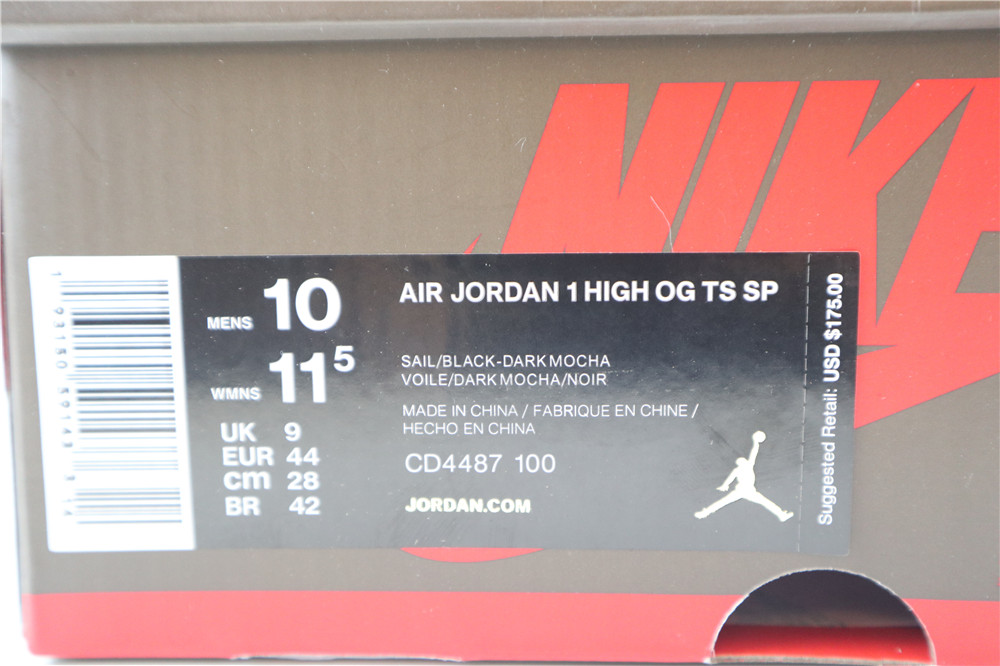 NIKE
MENS 10
WMNS 11 5
UK 9
EUR 44
cm 28
BR 42
AIR JORDAN 1 HIGH OG TS SP
SAIL/BLACK-DARK MOCHA
VOILE/DARK MOCHA/NOIR
MADE IN CHINA / FABRIQUE EN CHINE /
HECHO EN CHINA
CD4487 100
JORDAN.COM
Suggested Retail: USD $175.00